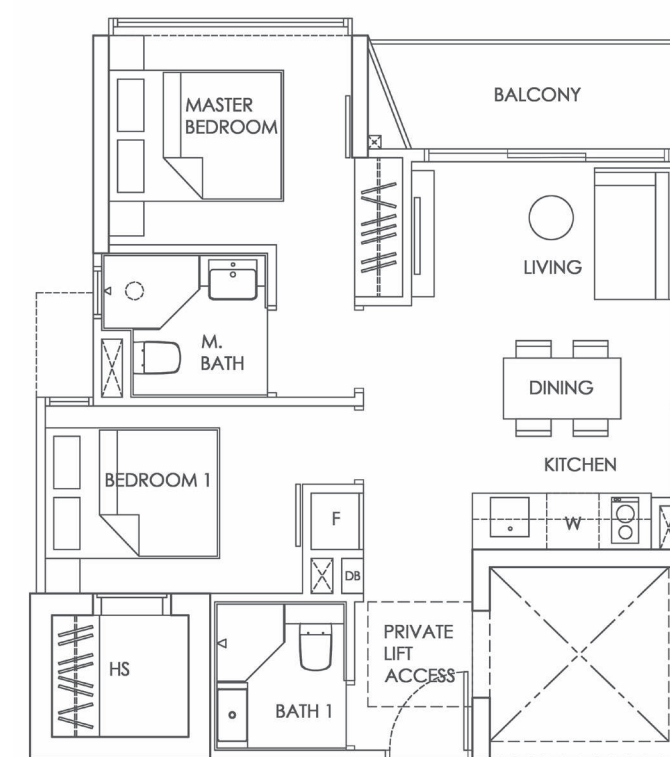 MASTER
BEDROOM
BALCONY
LIVING
M.
BATH
DINING
KITCHEN
BEDROOM 1
F
W
DB
HS
PRIVATE
LIFT
ACCESS
BATH 1